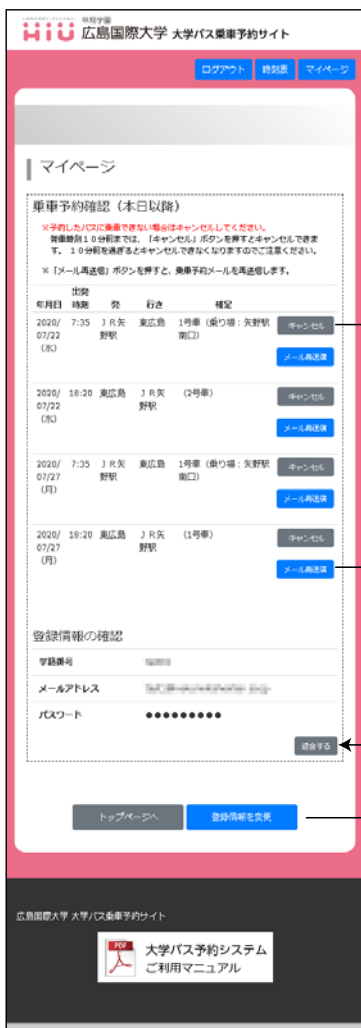 常翔学園
HiU 広島国際大学 大学バス乗車予約サイト
ログアウト 時刻表 マイページ
マイページ
乗車予約確認（本日以降）
※予約したバスに乗車できない場合はキャンセルしてください。
発車時刻１０分前までは、「キャンセル」ボタンを押すとキャンセルできま
す。１０分前を過ぎるとキャンセルできなくなりますのでご注意ください。
※「メール再送信」ボタンを押すと、乗車予約メールを再送信します。
年月日 出発時刻 発 行き 補足
2020/07/22（水） 7:35 ＪＲ矢野駅 東広島 1号車（乗り場：矢野駅南口） キャンセル
メール再送信
2020/07/22（水） 18:20 東広島 ＪＲ矢野駅 （2号車） キャンセル
メール再送信
2020/07/27（月） 7:35 ＪＲ矢野駅 東広島 1号車（乗り場：矢野駅南口） キャンセル
メール再送信
2020/07/27（月） 19:20 東広島 ＪＲ矢野駅 （1号車） キャンセル
メール再送信
登録情報の確認
学籍番号
メールアドレス
パスワード ●●●●●●●●●
退会する
トップページへ 登録情報を変更
広島国際大学 大学バス乗車予約サイト
PDF 大学バス予約システム
ご利用マニュアル